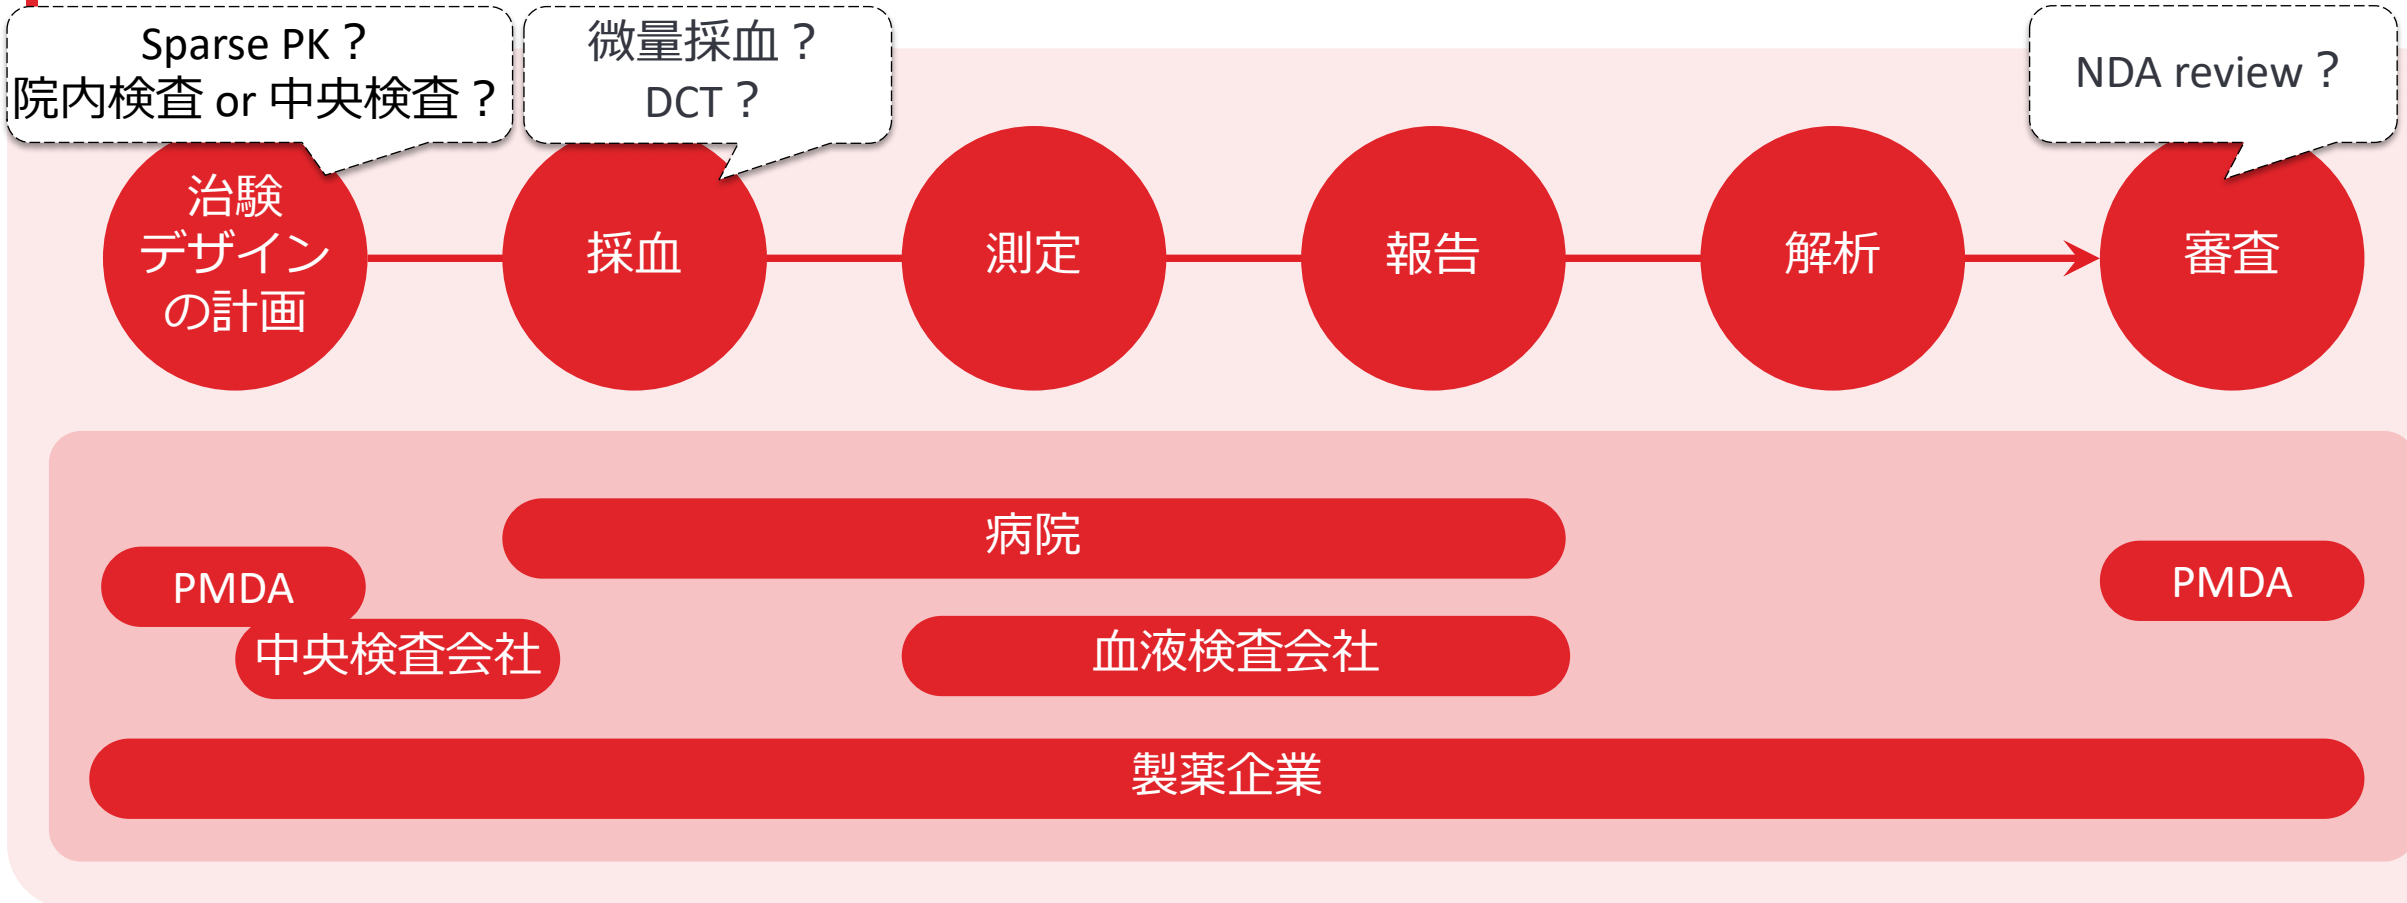 Sparse PK？
院内検査 or 中央検査？
微量採血？
DCT？
NDA review？
治験
デザイン
の計画
採血
測定
報告
解析
審査
病院
PMDA
PMDA
中央検査会社
血液検査会社
製薬企業